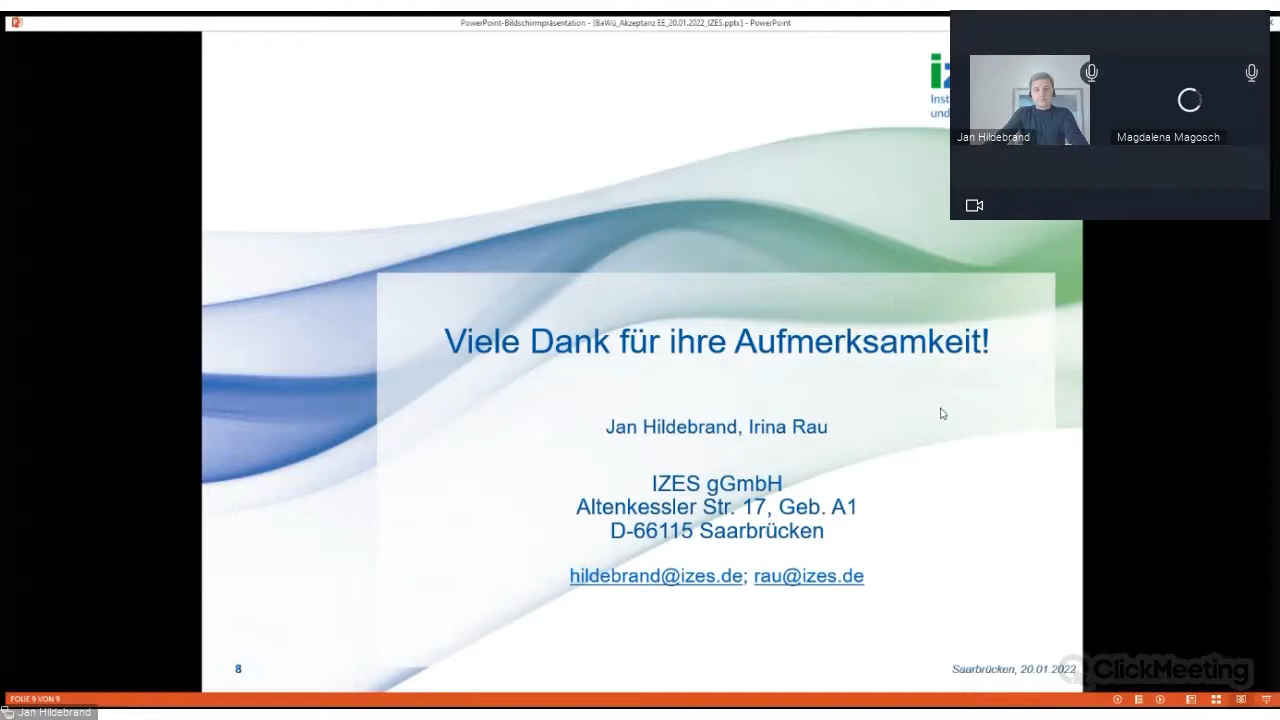 PowerPoint-Bildschirmpräsentation - [BaWü_Akzeptanz EE_20.01.2022_IZES.pptx] - PowerPoint
Inst
und
Jan Hildebrand
Magdalena Magosch
Viele Dank für ihre Aufmerksamkeit!
Jan Hildebrand, Irina Rau
IZES gGmbH
Altenkessler Str. 17, Geb. A1
D-66115 Saarbrücken
hildebrand@izes.de; rau@izes.de
8
Saarbrücken, 20.01.2022
ClickMeeting
FOLIE 9 VON 9
Jan Hildebrand